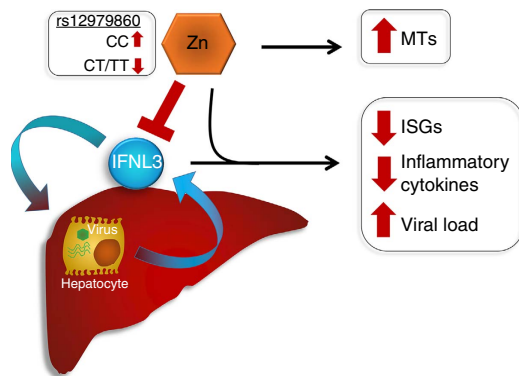 rs12979860
CC
CT/TT
Zn
MTs
IFNL3
ISGs
Inflammatory
cytokines
Viral load
Virus
Hepatocyte